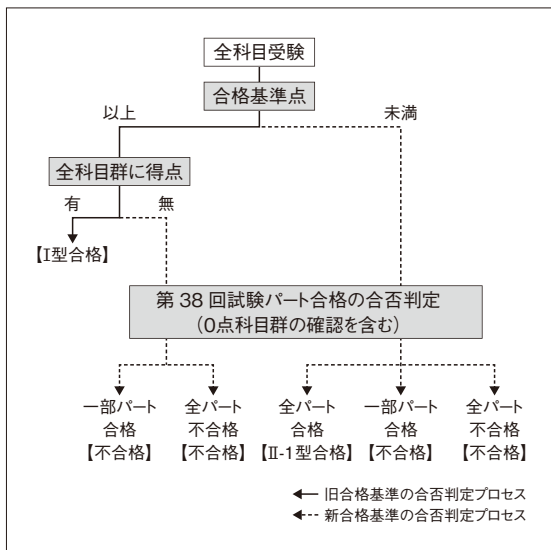 全科目受験
合格基準点
以上
未満
全科目群に得点
有
無
【I型合格】
第 38 回試験パート合格の合否判定
(0点科目群の確認を含む)
一部パート
合格
【不合格】
全パート
不合格
【不合格】
全パート
合格
【II-1型合格】
一部パート
合格
【不合格】
全パート
不合格
【不合格】
旧合格基準の合否判定プロセス
新合格基準の合否判定プロセス